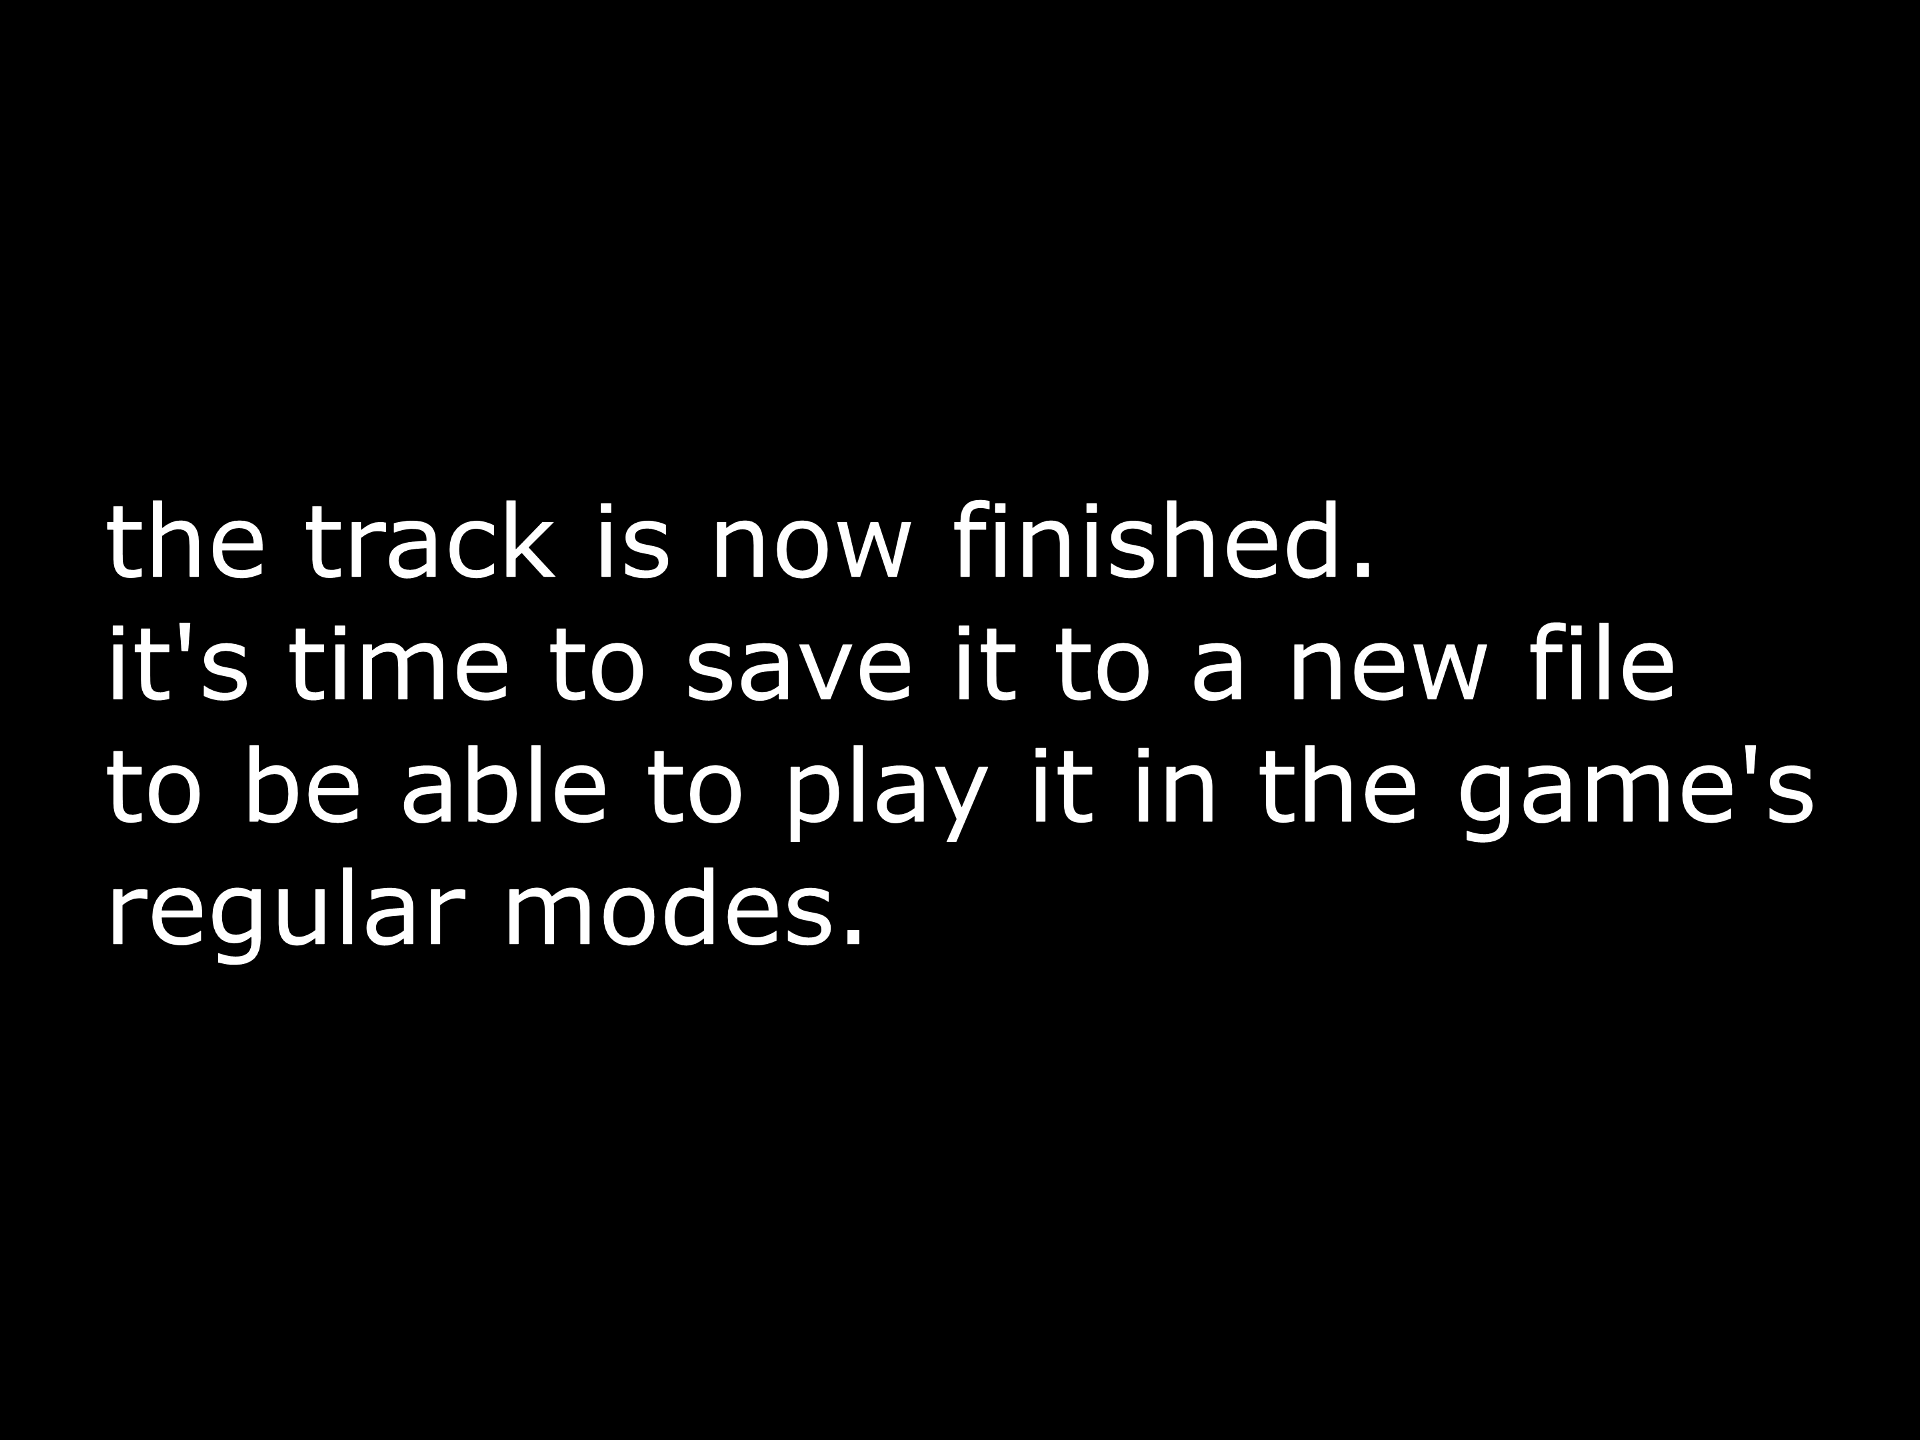 the track is now finished.
it's time to save it to a new file
to be able to play it in the game's
regular modes.